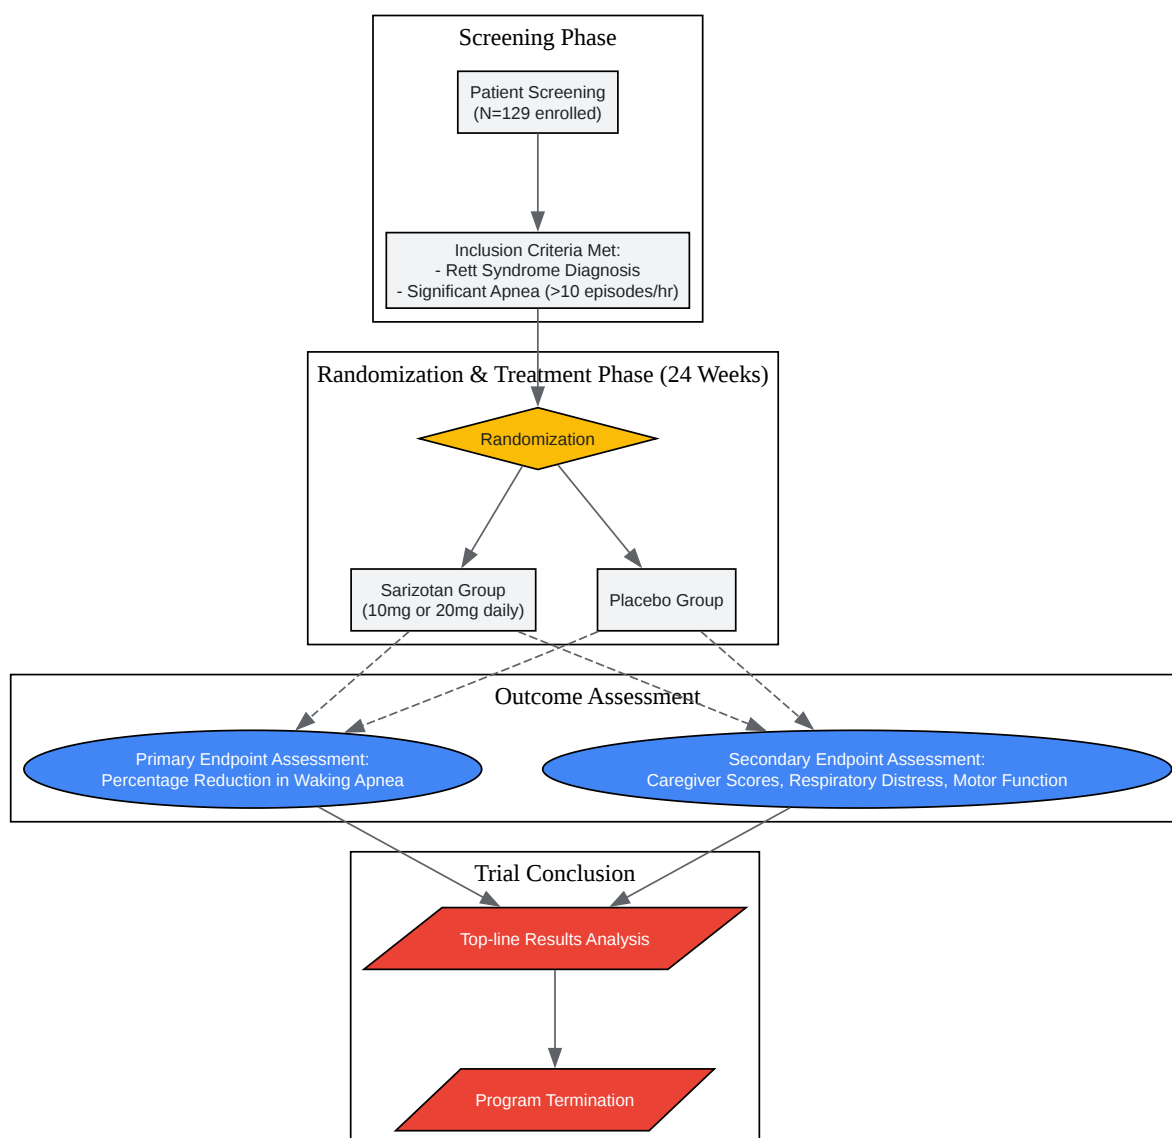 Screening Phase
Patient Screening
(N=129 enrolled)
Inclusion Criteria Met:
- Rett Syndrome Diagnosis
- Significant Apnea (>10 episodes/hr)
Randomization & Treatment Phase (24 Weeks)
Randomization
Sarizotan Group
(10mg or 20mg daily)
Placebo Group
Outcome Assessment
Primary Endpoint Assessment:
Percentage Reduction in Waking Apnea
Secondary Endpoint Assessment:
Caregiver Scores, Respiratory Distress, Motor Function
Trial Conclusion
Top-line Results Analysis
Program Termination